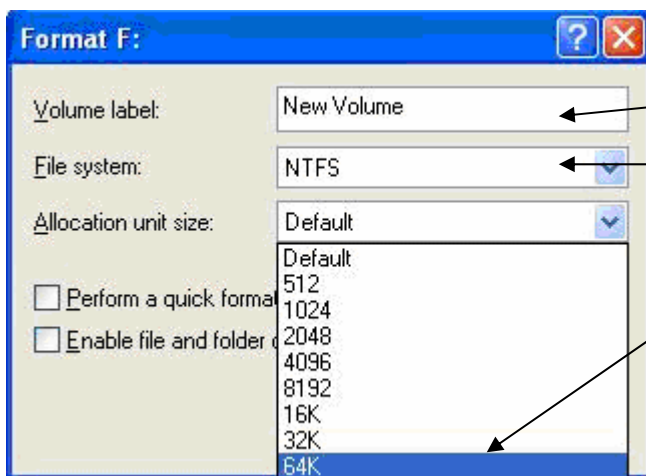 Format F:
Volume label: New Volume
File system: NTFS
Allocation unit size: Default
Default
512
Perform a quick format
1024
Enable file and folder c
2048
4096
8192
16K
32K
64K